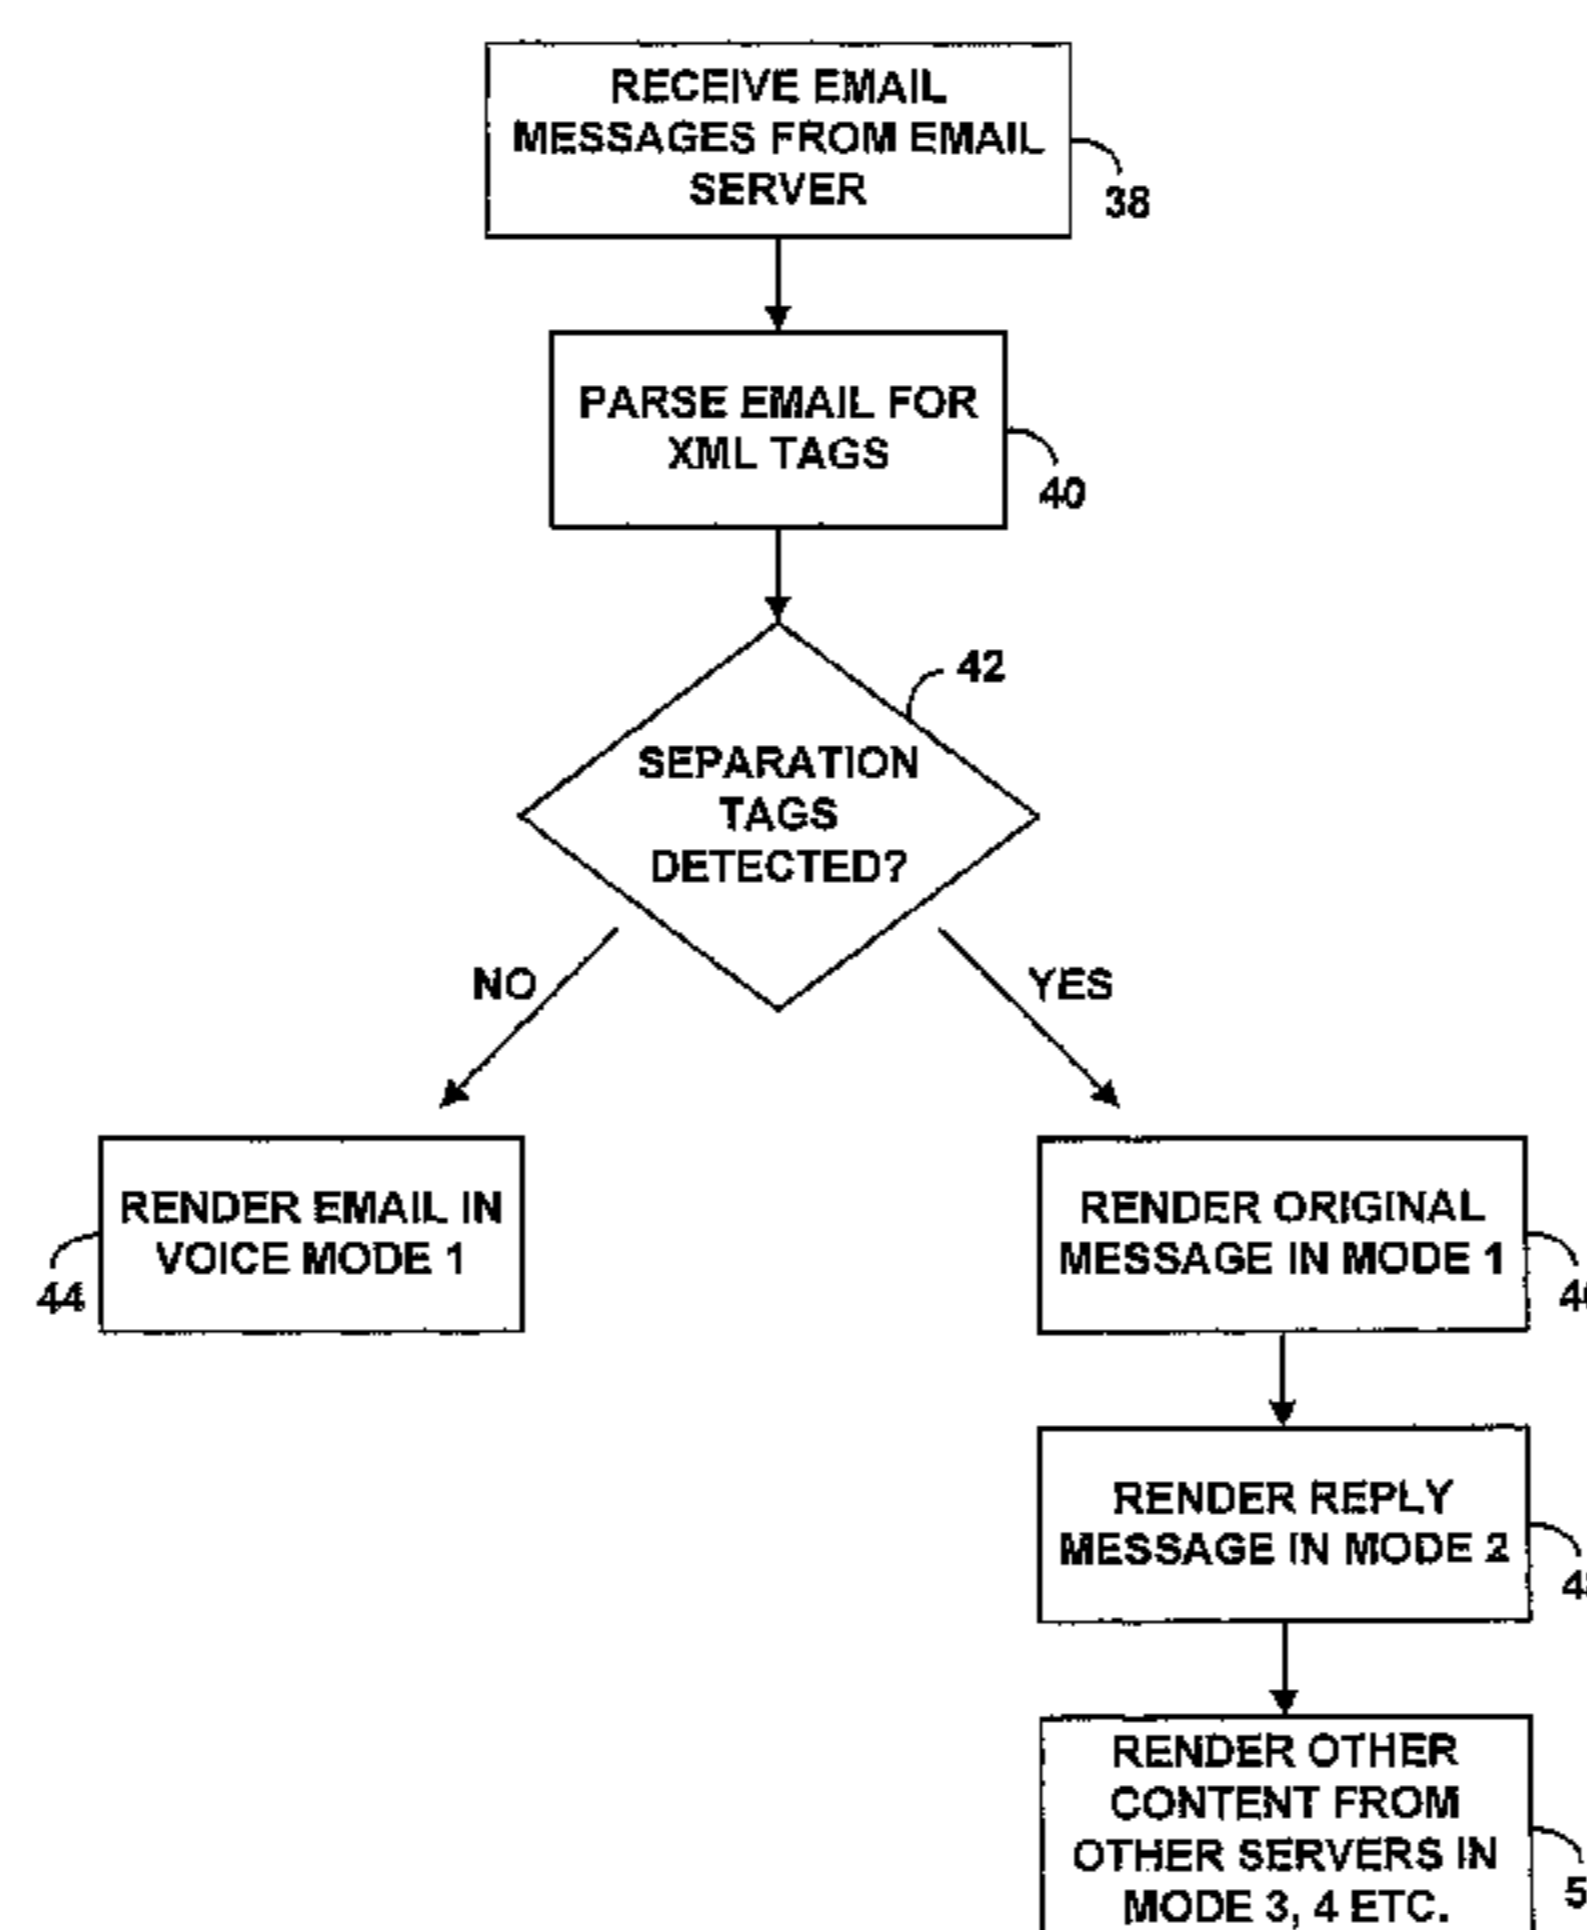 RECEIVE EMAIL
MESSAGES FROM EMAIL
SERVER
38
PARSE EMAIL FOR
XML TAGS
40
42
SEPARATION
TAGS
DETECTED?
NO
YES
RENDER EMAIL IN
VOICE MODE 1
44
RENDER ORIGINAL
MESSAGE IN MODE 1
RENDER REPLY
MESSAGE IN MODE 2
RENDER OTHER
CONTENT FROM
OTHER SERVERS IN
MODE 3, 4 ETC.